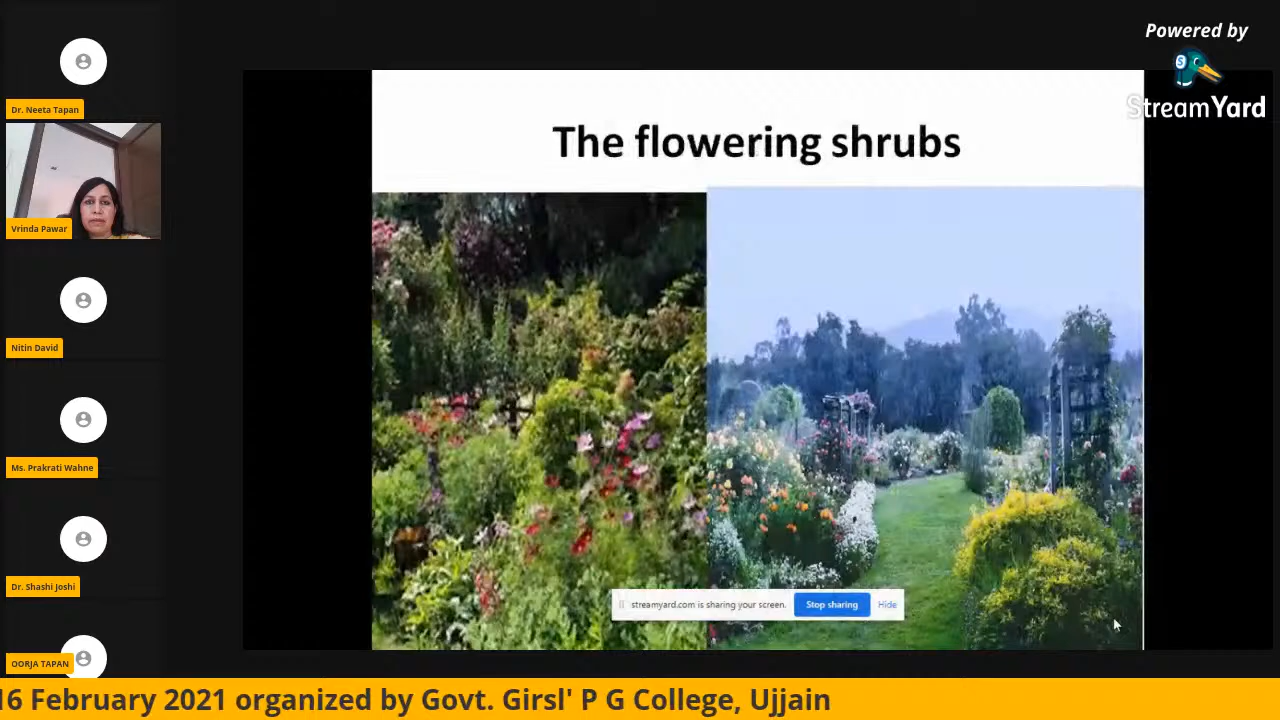 Powered by
StreamYard
Dr. Neeta Tapan
Vrinda Pawar
Nitin David
Ms. Prakrati Wahne
Dr. Shashi Joshi
OORJA TAPAN
The flowering shrubs
streamyard.com is sharing your screen.
Stop sharing
Hide
16 February 2021 organized by Govt. Girsl' P G College, Ujjain